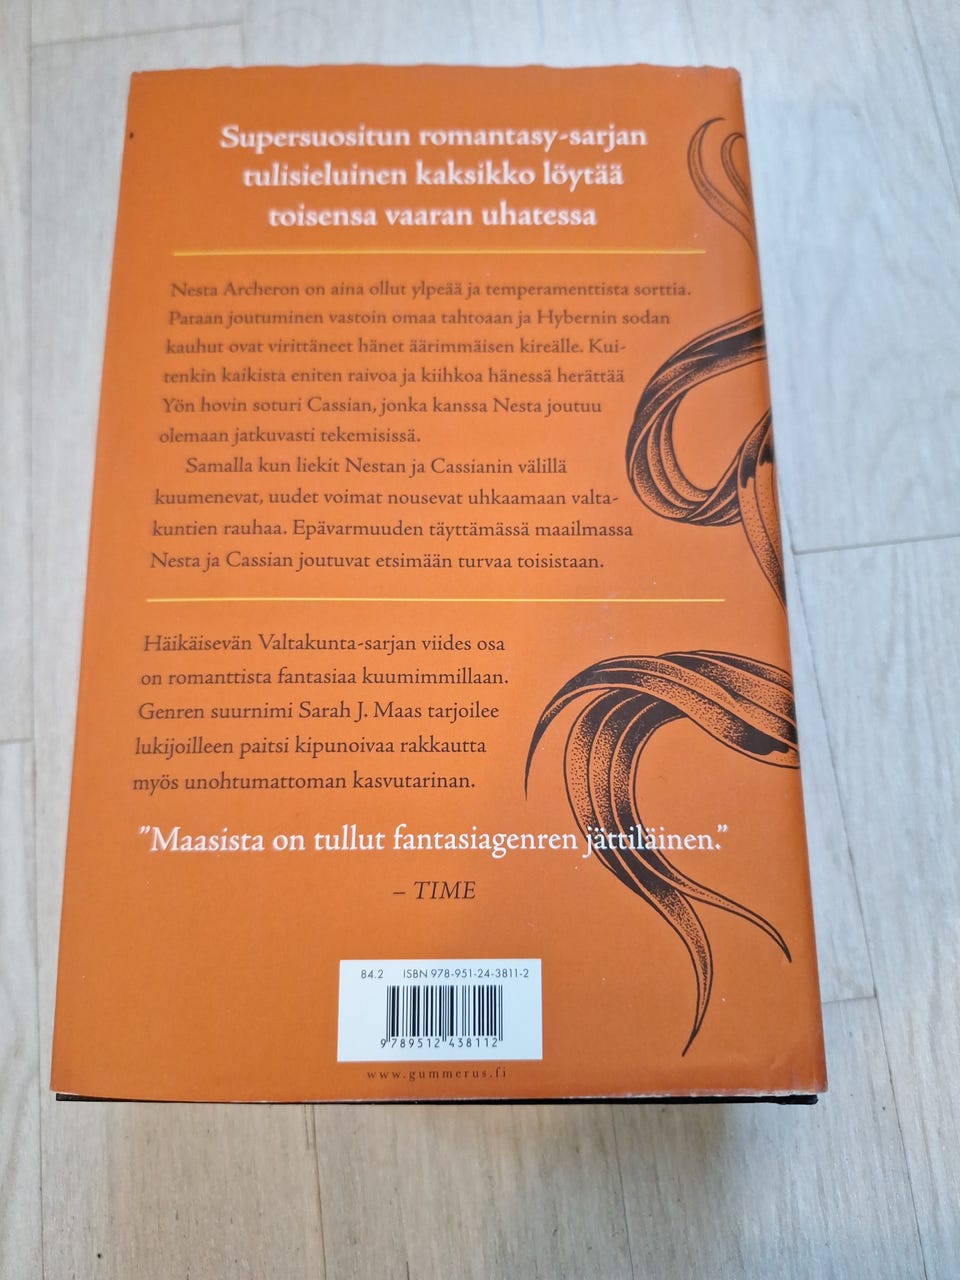 Supersuositun romantasy-sarjan
tulisieluinen kaksikko löytää
toisensa vaaran uhatessa
Nesta Archeron on aina ollut ylpeää ja temperamenttista sorttia.
Paraan joutuminen vastoin omaa tahtoaan ja Hybernin sodan
kauhut ovat virittäneet hänet äärimmäisen kireälle. Kui-
tenkin kaikista eniten raivoa ja kiihkoa hänessä herättää
Yön hovin soturi Cassian, jonka kanssa Nesta joutuu
olemaan jatkuvasti tekemisissä.
Samalla kun liekit Nestan ja Cassianin välillä
kuumenevat, uudet voimat nousevat uhkaamaan valta-
kuntien rauhaa. Epävarmuuden täyttämässä maailmassa
Nesta ja Cassian joutuvat etsimään turvaa toisistaan.
Häikäisevän Valtakunta-sarjan viides osa
on romanttista fantasiaa kuumimmillaan.
Genren suurnimi Sarah J. Maas tarjoilee
lukijoilleen paitsi kipunoivaa rakkautta
myös unohtumattoman kasvutarinan.
"Maasista on tullut fantasiagenren jättiläinen."
– TIME
84.2 ISBN 978-951-24-3811-2
9 789512 438112
www.gummerus.fi